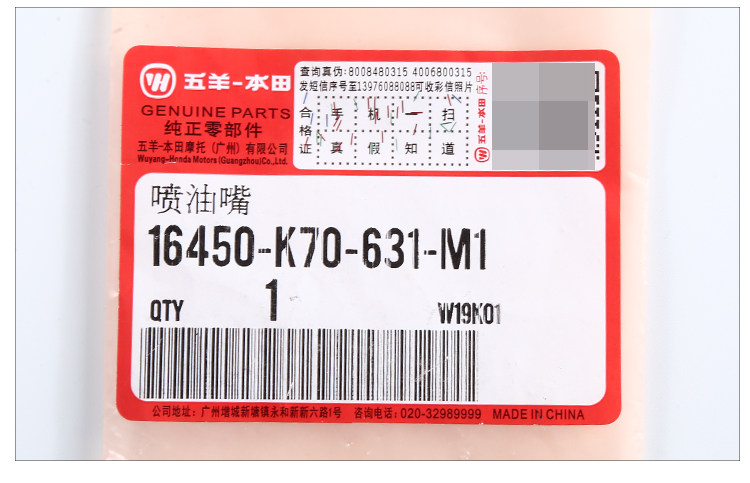 五羊-本田
GENUINE PARTS
纯正零部件
五羊-本田摩托(广州)有限公司
Wuyang-Honda Motors (Guangzhou)Co.,Ltd.
查询真伪:8008480315 4006800315
发短信序号至13976088088可收彩信照片
合格证
手机一扫
真假知道
五羊-本田
序号
喷油嘴
16450-K70-631-M1
QTY 1 W19K01
公司地址:广州增城新塘镇永和新新六路1号 咨询电话:020-32989999 MADE IN CHINA